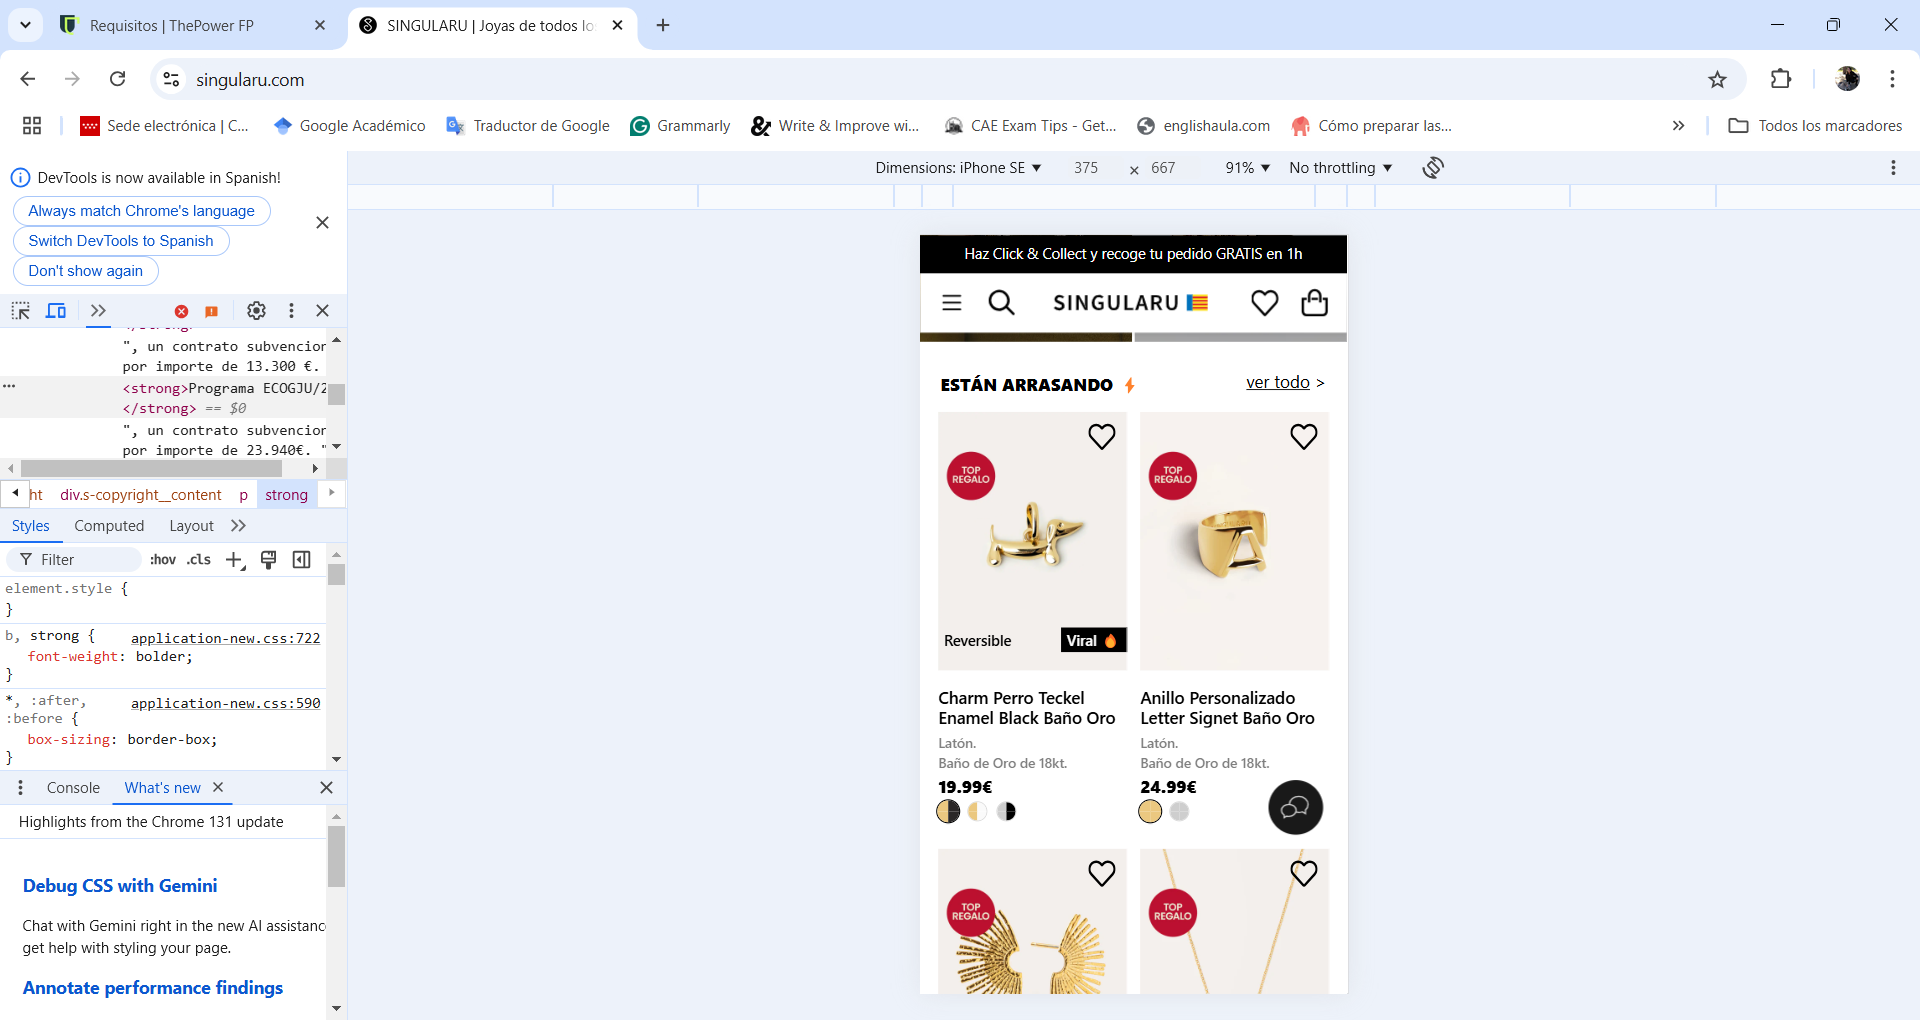 Requisitos | ThePower FP
SINGULARU | Joyas de todos lo
singularu.com
Sede electrónica | C...
Google Académico
Traductor de Google
Grammarly
Write & Improve wi...
CAE Exam Tips - Get...
englishaula.com
Cómo preparar las...
Todos los marcadores
DevTools is now available in Spanish!
Always match Chrome's language
Switch DevTools to Spanish
Don't show again
Dimensions: iPhone SE
375 × 667
91%
No throttling
", un contrato subvencion
por importe de 13.300 €.
<strong>Programa ECOGJU/2
</strong> == $0
", un contrato subvencion
por importe de 23.940€. "
ht div.s-copyright__content p strong
Styles Computed Layout
Filter :hov .cls
element.style {
}
b, strong { application-new.css:722
font-weight: bolder;
}
*, :after, application-new.css:590
:before {
box-sizing: border-box;
}
Console What's new
Highlights from the Chrome 131 update
Debug CSS with Gemini
Chat with Gemini right in the new AI assistanc
get help with styling your page.
Annotate performance findings
Haz Click & Collect y recoge tu pedido GRATIS en 1h
SINGULARU
ESTÁN ARRASANDO
ver todo >
TOP
REGALO
Reversible
Viral
Charm Perro Teckel
Enamel Black Baño Oro
Latón.
Baño de Oro de 18kt.
19.99€
TOP
REGALO
Anillo Personalizado
Letter Signet Baño Oro
Latón.
Baño de Oro de 18kt.
24.99€
TOP
REGALO
TOP
REGALO